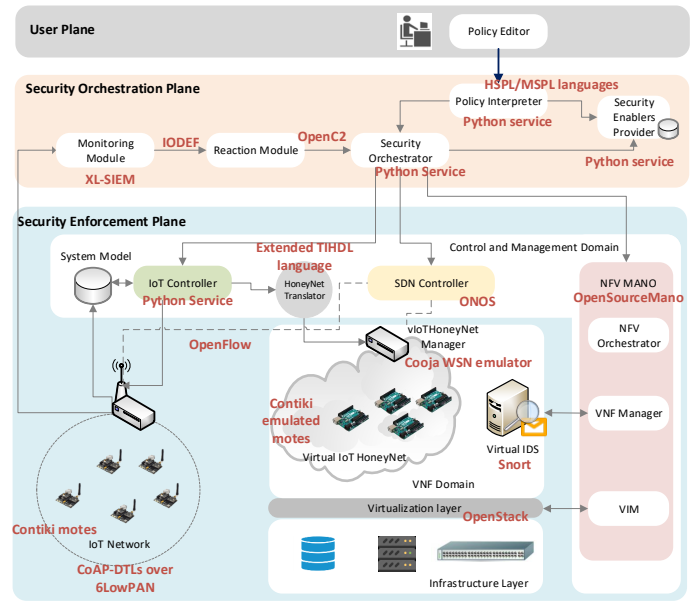 User Plane
Policy Editor
Security Orchestration Plane
HSPL/MSPL languages
Policy Interpreter
Python service
Security
Enablers
Provider
Python service
Monitoring
Module
XL-SIEM
IODEF
Reaction Module
OpenC2
Security
Orchestrator
Python Service
Security Enforcement Plane
Control and Management Domain
System Model
IoT Controller
Python Service
Extended TIHDL
language
HoneyNet
Translator
SDN Controller
ONOS
NFV MANO
OpenSourceMano
NFV
Orchestrator
OpenFlow
vIoTHoneyNet
Manager
Cooja WSN emulator
Contiki
emulated
motes
Virtual IoT HoneyNet
Virtual IDS
Snort
VNF Manager
VNF Domain
Virtualization layer
OpenStack
VIM
Contiki motes
IoT Network
CoAP-DTLs over
6LowPAN
Infrastructure Layer